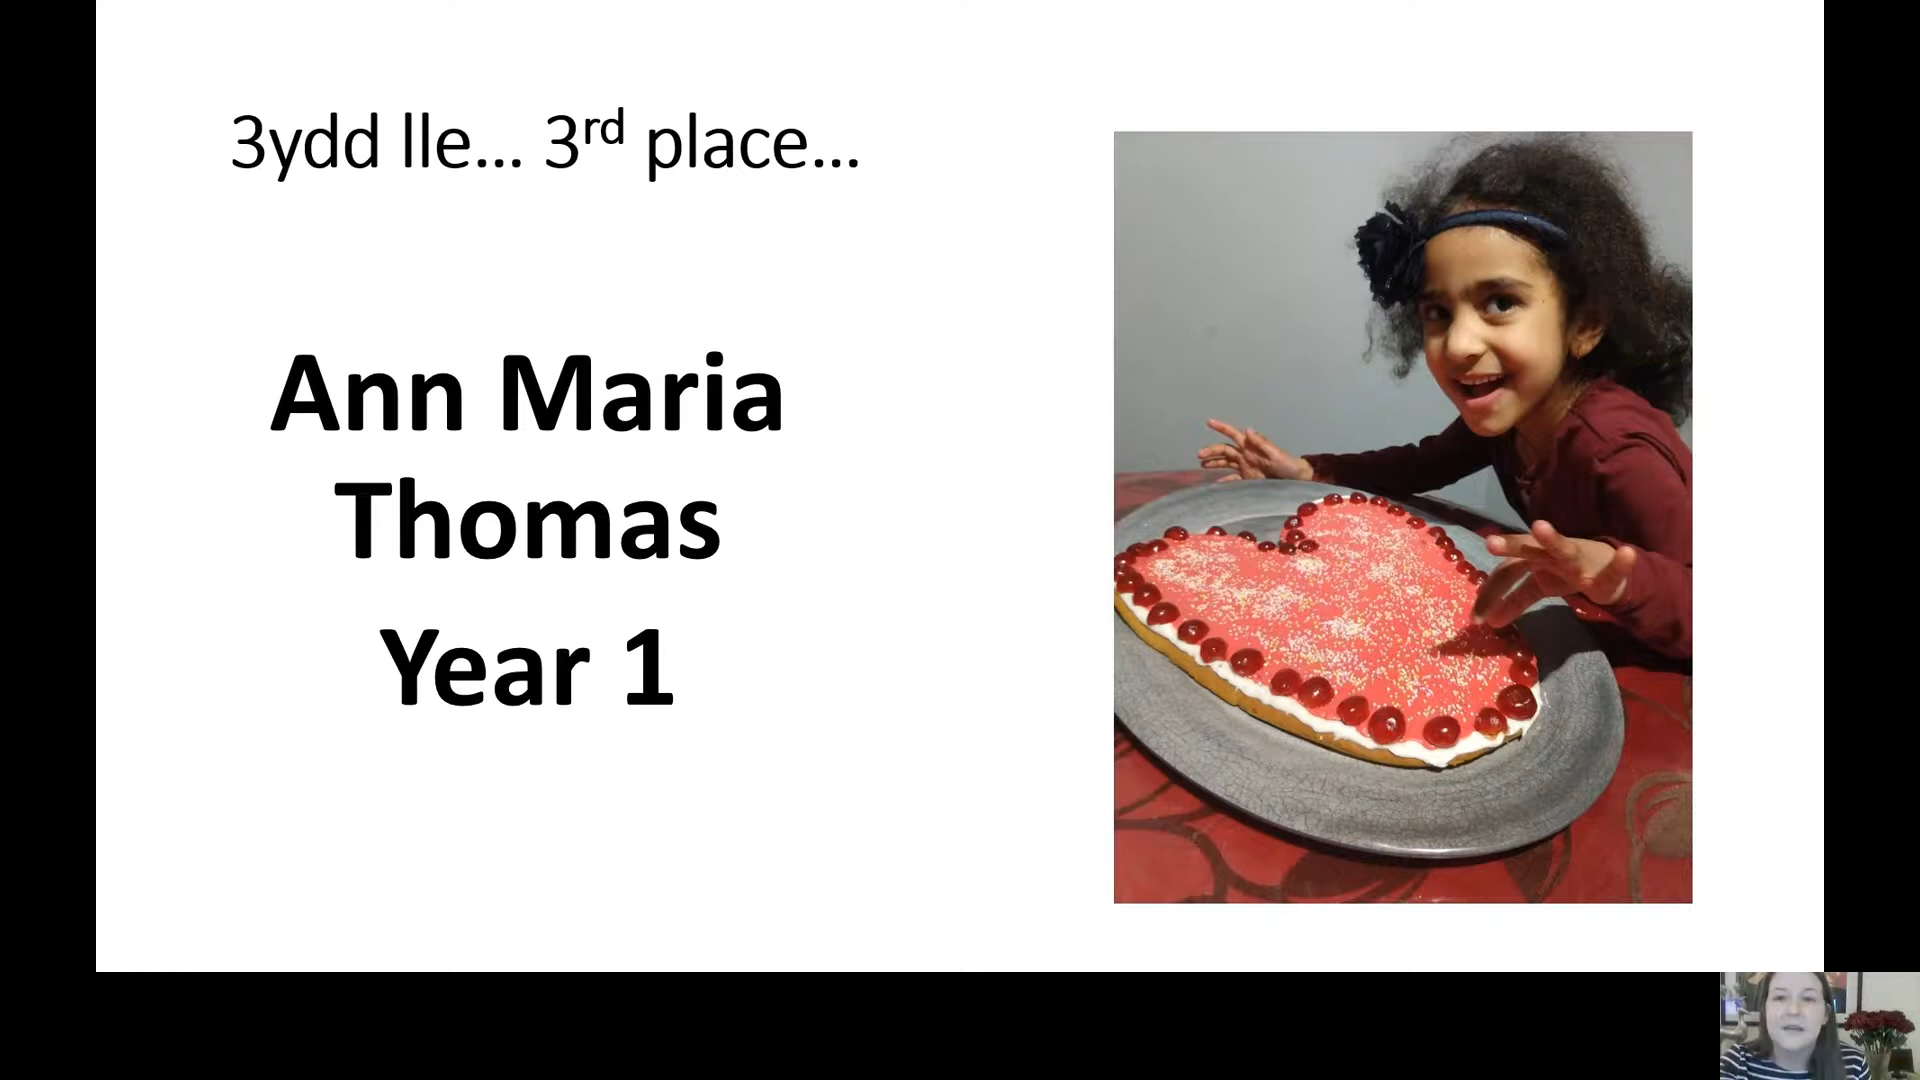 3ydd lle… 3rd place…
Ann Maria
Thomas
Year 1